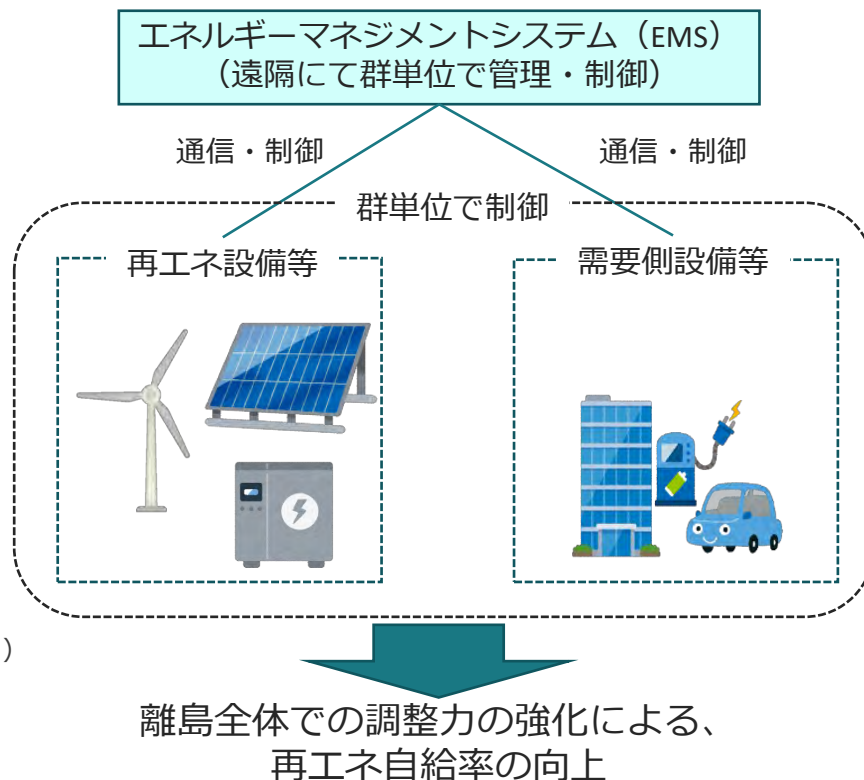 エネルギーマネジメントシステム（EMS）
（遠隔にて群単位で管理・制御）
通信・制御
通信・制御
群単位で制御
再エネ設備等
需要側設備等
）
離島全体での調整力の強化による、
再エネ自給率の向上